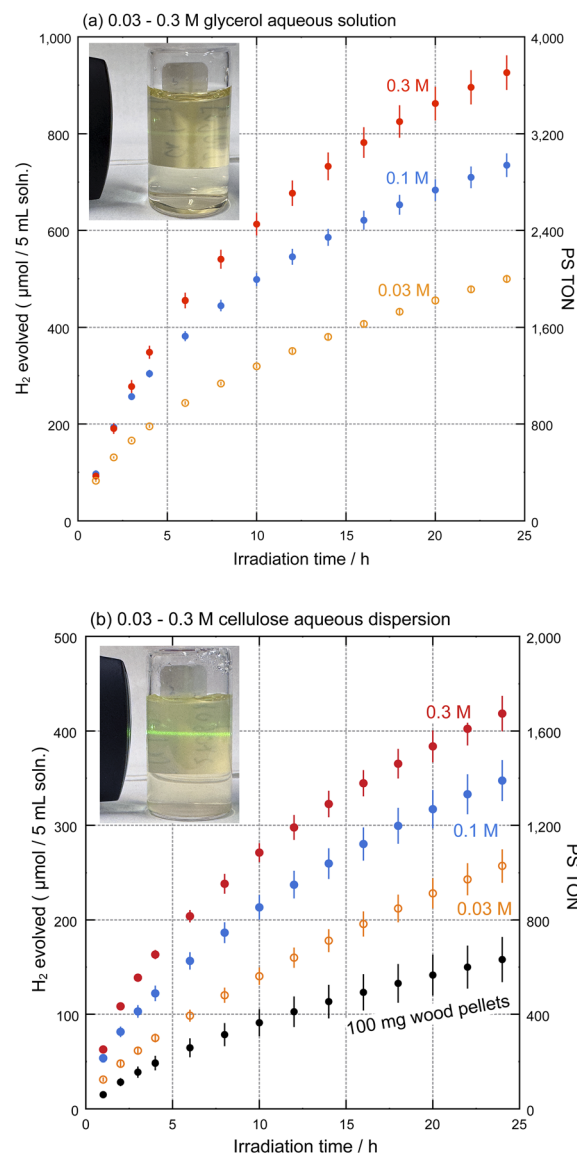 (a) 0.03 - 0.3 M glycerol aqueous solution
1,000
800
600
400
200
0
H₂ evolved ( μmol / 5 mL soln.)
4,000
3,200
2,400
1,600
800
0
PS TON
0.3 M
0.1 M
0.03 M
0 5 10 15 20 25
Irradiation time / h
(b) 0.03 - 0.3 M cellulose aqueous dispersion
500
400
300
200
100
0
H₂ evolved ( μmol / 5 mL soln.)
2,000
1,600
1,200
800
400
0
PS TON
0.3 M
0.1 M
0.03 M
100 mg wood pellets
0 5 10 15 20 25
Irradiation time / h